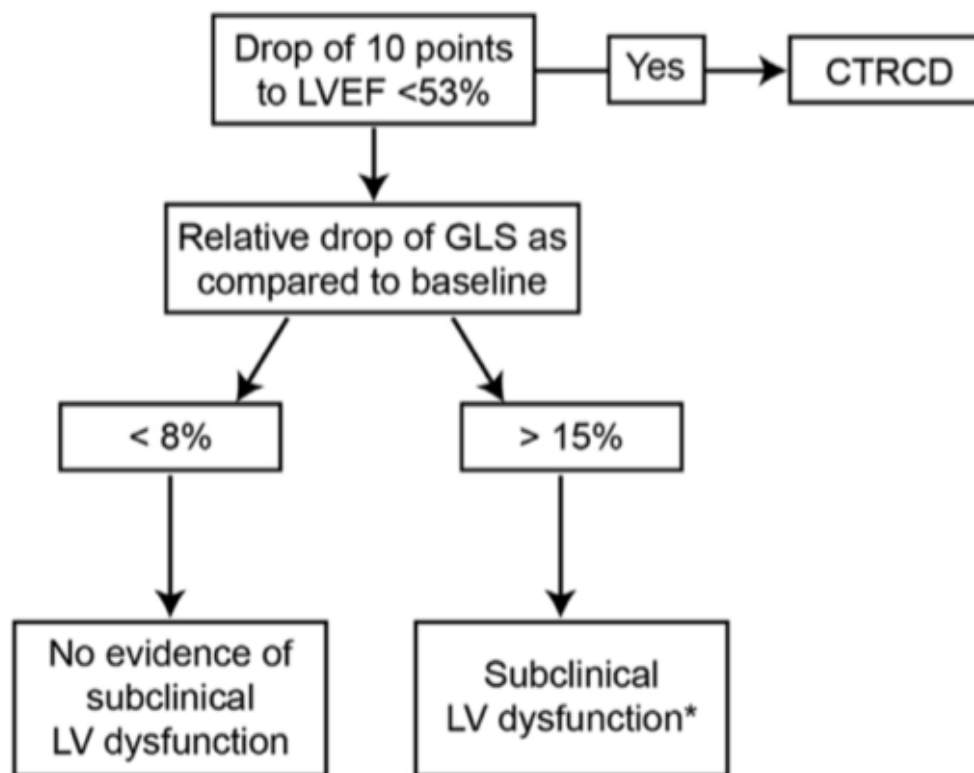 Drop of 10 points
to LVEF <53%
Yes
CTRCD
Relative drop of GLS as
compared to baseline
< 8%
> 15%
No evidence of
subclinical
LV dysfunction
Subclinical
LV dysfunction*